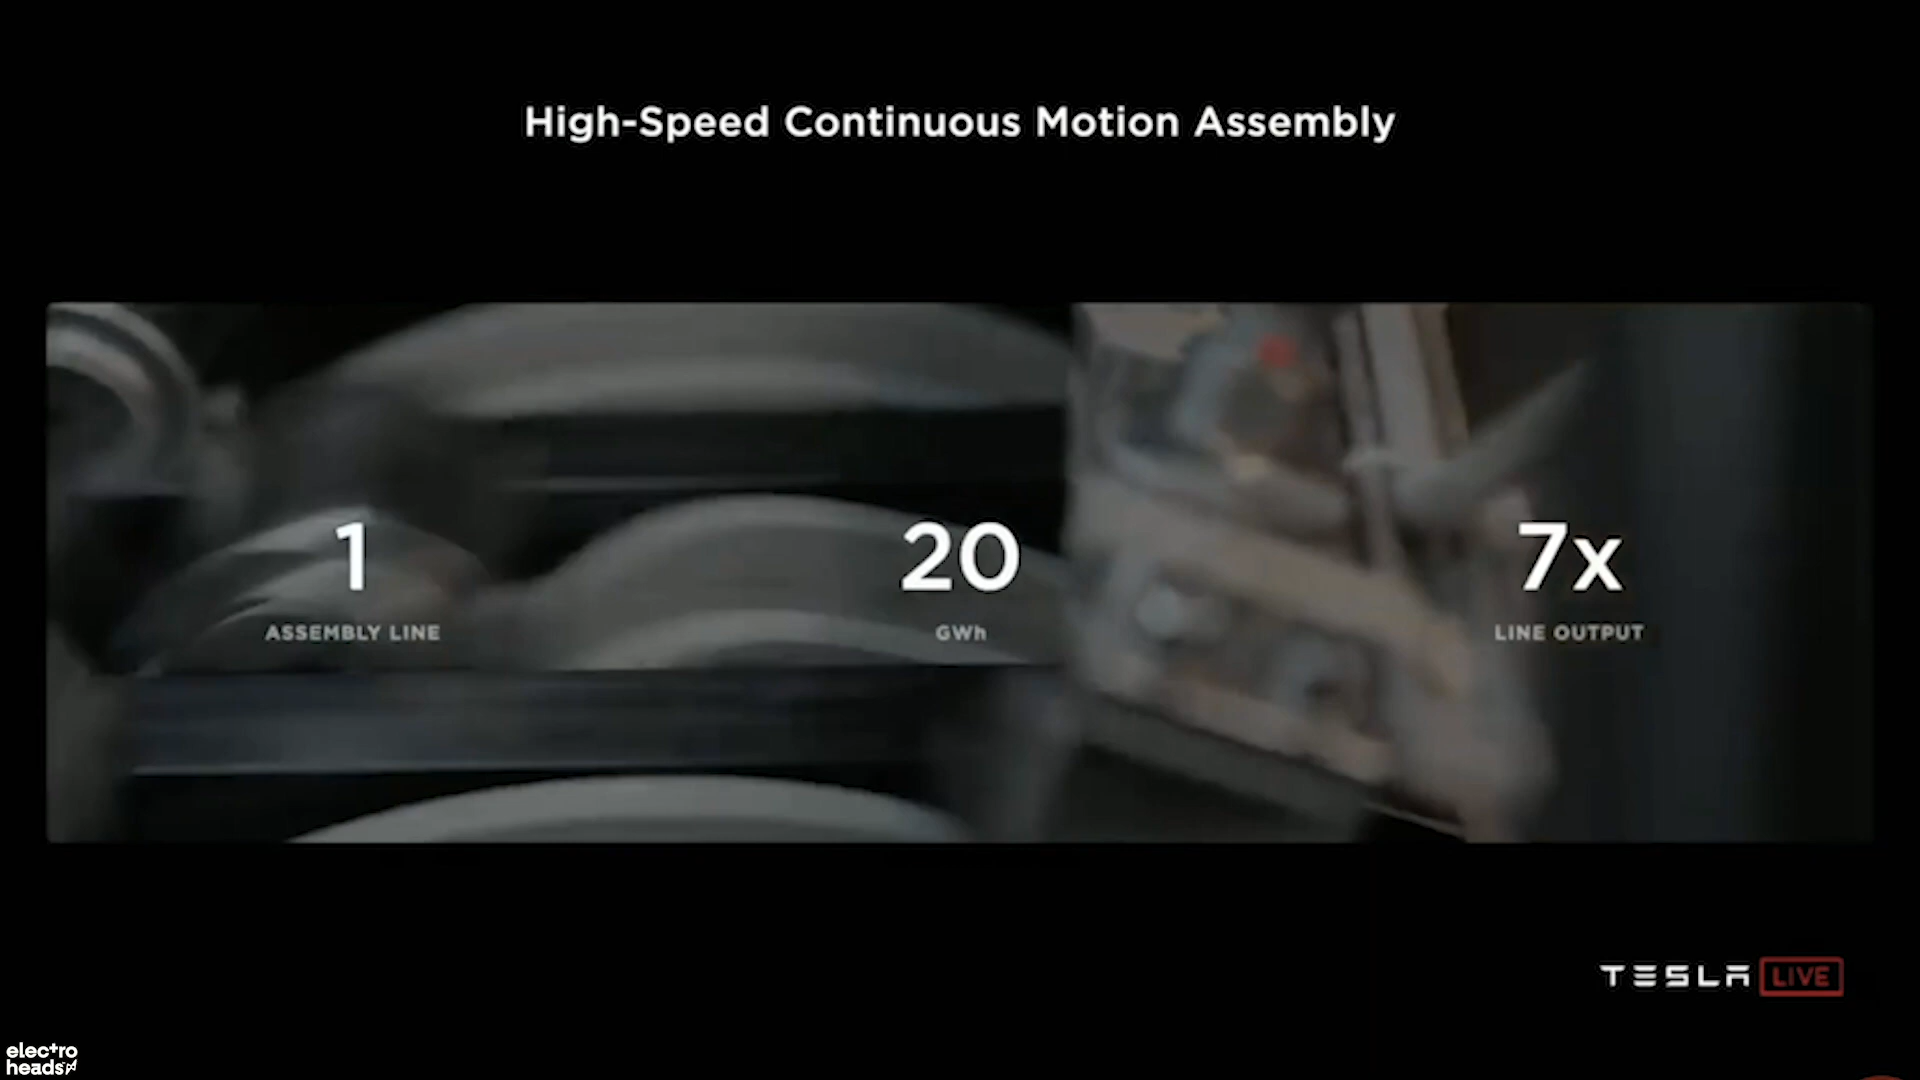 High-Speed Continuous Motion Assembly
1
ASSEMBLY LINE
20
GWh
7x
LINE OUTPUT
TESLA LIVE
electro
heads